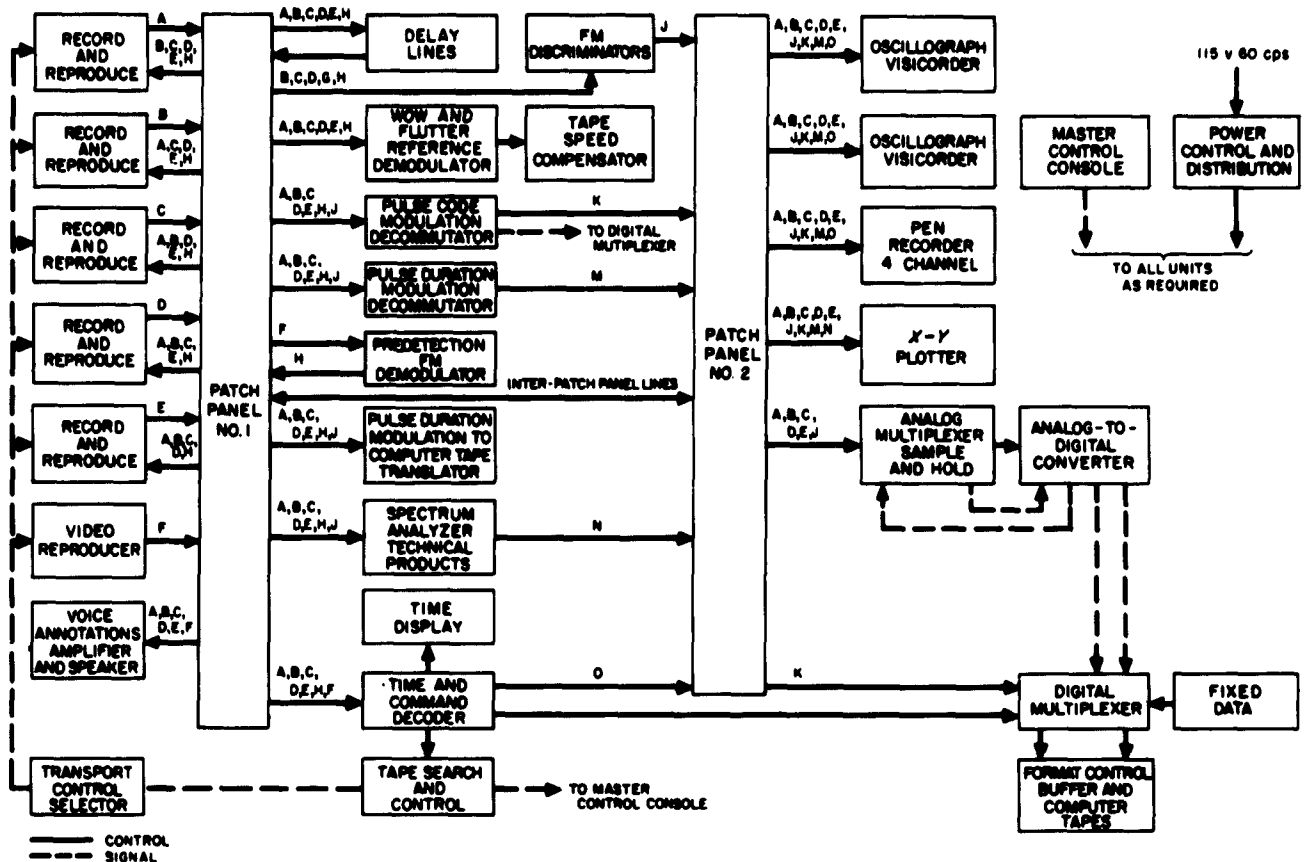 A
RECORD
AND
REPRODUCE
B,C,D,
E,H
B
RECORD
AND
REPRODUCE
A,C,D,
E,H
C
RECORD
AND
REPRODUCE
A,B,D,
E,H
D
RECORD
AND
REPRODUCE
A,B,C,
E,H
E
RECORD
AND
REPRODUCE
A,B,C,
D,H
VIDEO
REPRODUCER
F
VOICE
ANNOTATIONS
AMPLIFIER
AND SPEAKER
A,B,C,
D,E,F
TRANSPORT
CONTROL
SELECTOR
CONTROL
SIGNAL
PATCH
PANEL
NO. 1
A,B,C,D,E,H
DELAY
LINES
B,C,D,G,H
FM
DISCRIMINATORS
J
A,B,C,D,E,H
WOW AND
FLUTTER
REFERENCE
DEMODULATOR
TAPE
SPEED
COMPENSATOR
A,B,C
D,E,H,J
PULSE CODE
MODULATION
DECOMMUTATOR
K
TO DIGITAL
MUTIPLEXER
A,B,C,
D,E,H,J
PULSE DURATION
MODULATION
DECOMMUTATOR
M
F
H
PREDETECTION
FM
DEMODULATOR
INTER-PATCH PANEL LINES
A,B,C,
D,E,H,J
PULSE DURATION
MODULATION TO
COMPUTER TAPE
TRANSLATOR
A,B,C,
D,E,H,J
SPECTRUM
ANALYZER
TECHNICAL
PRODUCTS
N
TIME
DISPLAY
A,B,C,
D,E,H,F
TIME AND
COMMAND
DECODER
O
TAPE SEARCH
AND
CONTROL
TO MASTER
CONTROL CONSOLE
PATCH
PANEL
NO. 2
A,B,C,D,E,
J,K,M,O
OSCILLOGRAPH
VISICORDER
A,B,C,D,E,
J,K,M,O
OSCILLOGRAPH
VISICORDER
A,B,C,D,E,
J,K,M,O
PEN
RECORDER
4 CHANNEL
A,B,C,D,E,
J,K,M,N
X-Y
PLOTTER
A,B,C,
D,E,J
ANALOG
MULTIPLEXER
SAMPLE
AND HOLD
ANALOG-TO-
DIGITAL
CONVERTER
K
DIGITAL
MULTIPLEXER
FIXED
DATA
FORMAT CONTROL
BUFFER AND
COMPUTER
TAPES
115 v 60 cps
MASTER
CONTROL
CONSOLE
POWER
CONTROL AND
DISTRIBUTION
TO ALL UNITS
AS REQUIRED